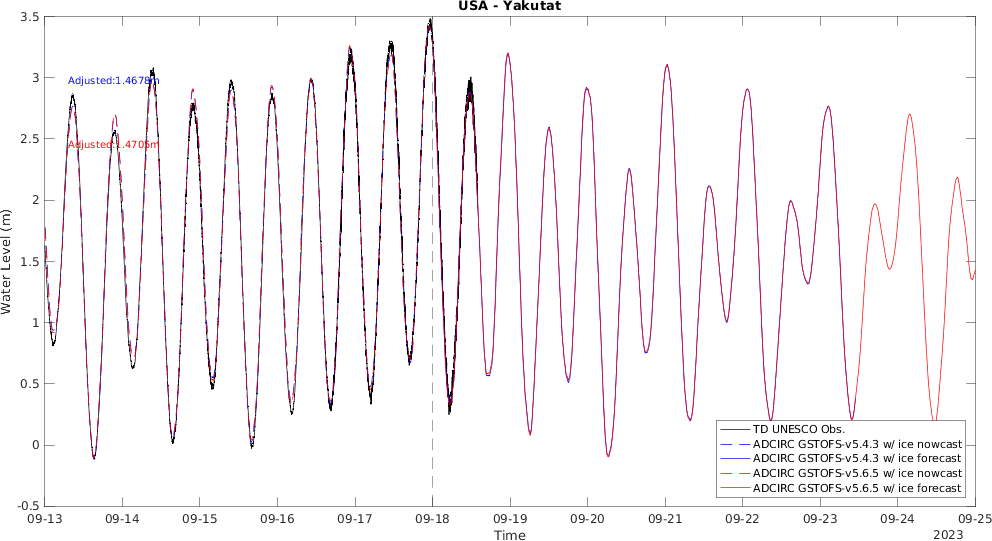 USA - Yakutat
3.5
3
2.5
2
1.5
1
0.5
0
-0.5
Water Level (m)
Adjusted:1.4678m
Adjusted:1.4705m
TD UNESCO Obs.
ADCIRC GSTOFS-v5.4.3 w/ ice nowcast
ADCIRC GSTOFS-v5.4.3 w/ ice forecast
ADCIRC GSTOFS-v5.6.5 w/ ice nowcast
ADCIRC GSTOFS-v5.6.5 w/ ice forecast
09-13 09-14 09-15 09-16 09-17 09-18 09-19 09-20 09-21 09-22 09-23 09-24 09-25
Time
2023